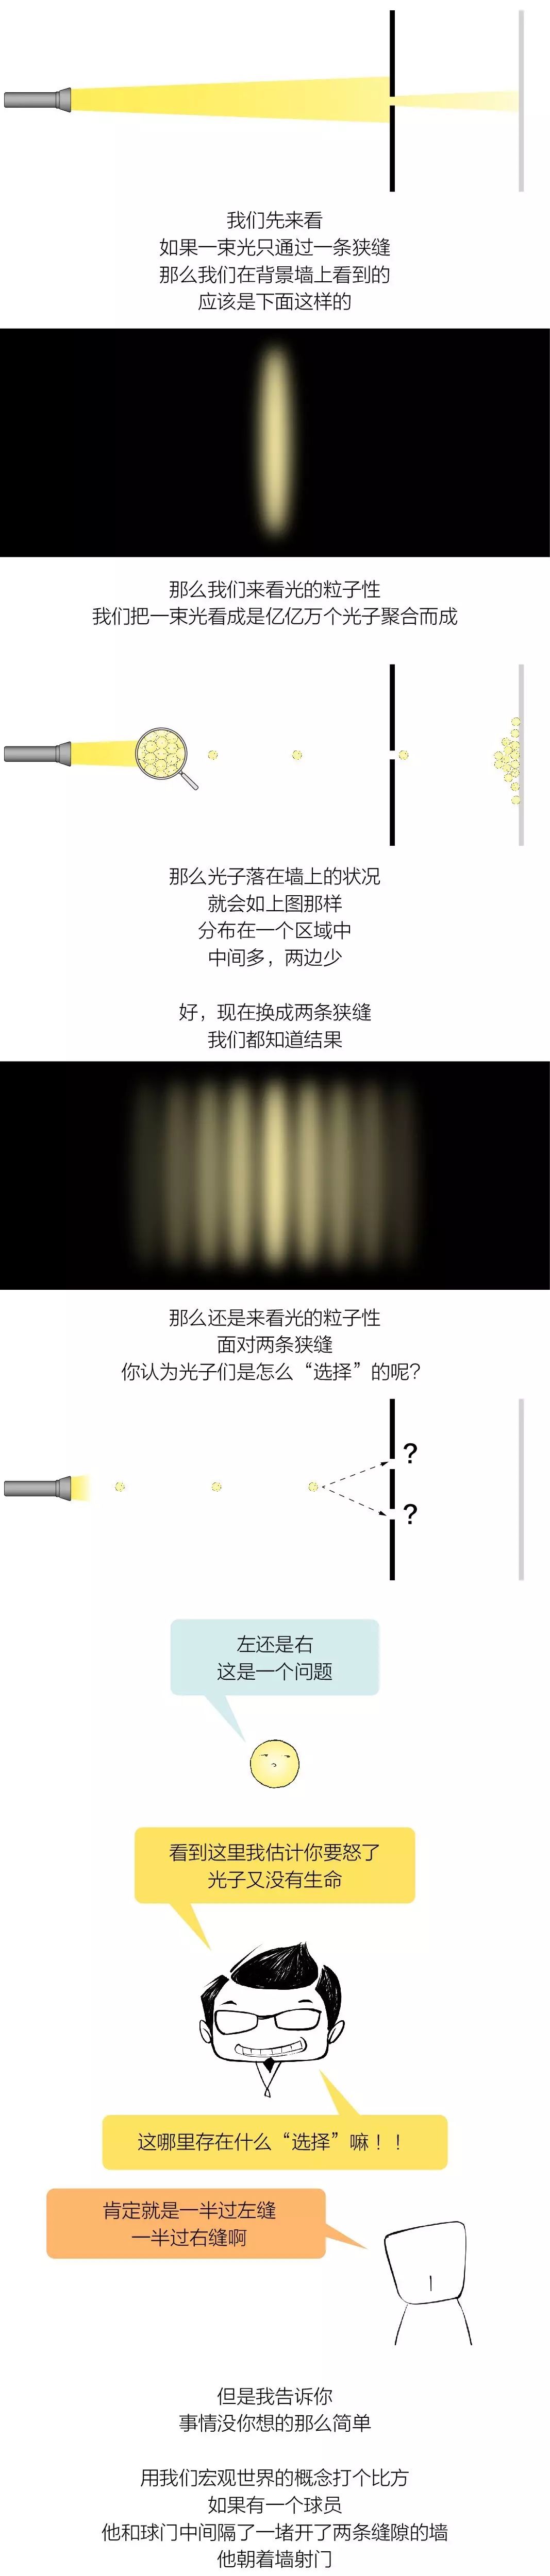 我们先来看
如果一束光只通过一条狭缝
那么我们在背景墙上看到的
应该是下面这样的
那么我们来看光的粒子性
我们把一束光看成是亿亿万个光子聚合而成
那么光子落在墙上的状况
就会如上图那样
分布在一个区域中
中间多，两边少
好，现在换成两条狭缝
我们都知道结果
那么还是来看光的粒子性
面对两条狭缝
你认为光子们是怎么“选择”的呢？
?
?
左还是右
这是一个问题
看到这里我估计你要怒了
光子又没有生命
这哪里存在什么“选择”嘛！！
肯定就是一半过左缝
一半过右缝啊
但是我告诉你
事情没你想的那么简单
用我们宏观世界的概念打个比方
如果有一个球员
他和球门中间隔了一堵开了两条缝隙的墙
他朝着墙射门